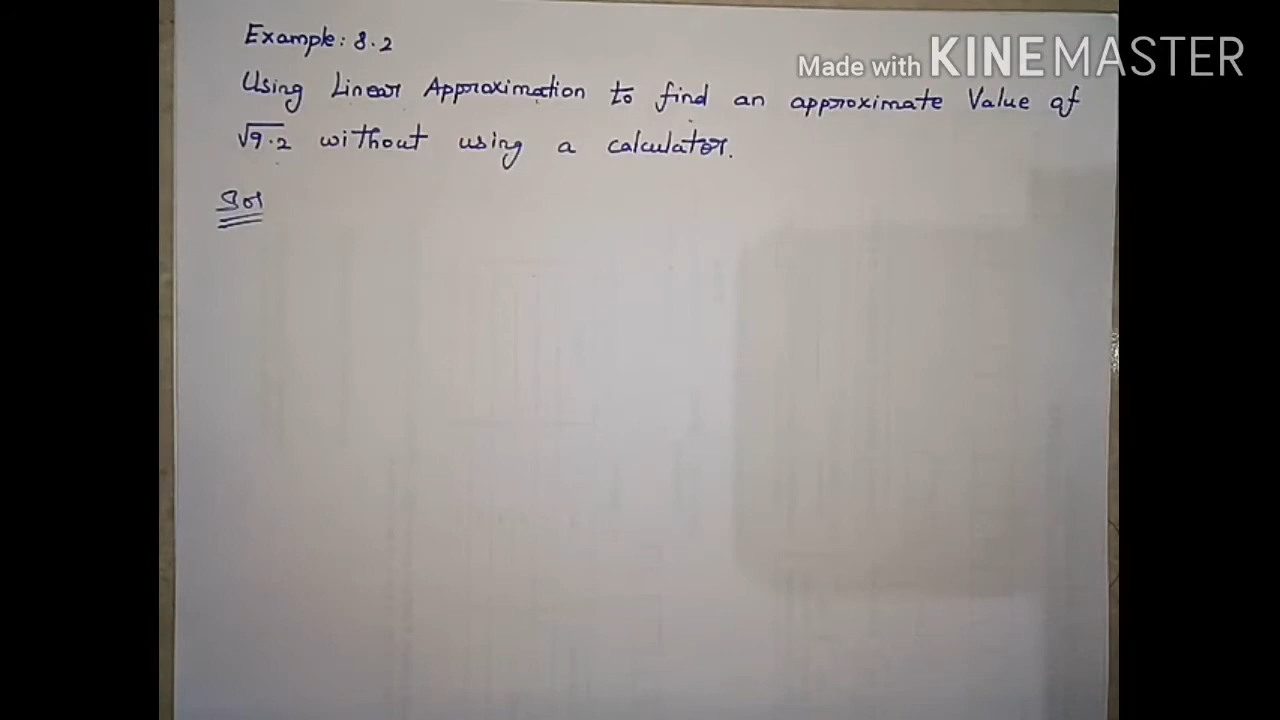 Example: 8.2
Made with KINEMASTER
Using Linear Approximation to find an approximate Value of
√9.2 without using a calculator.
Sol